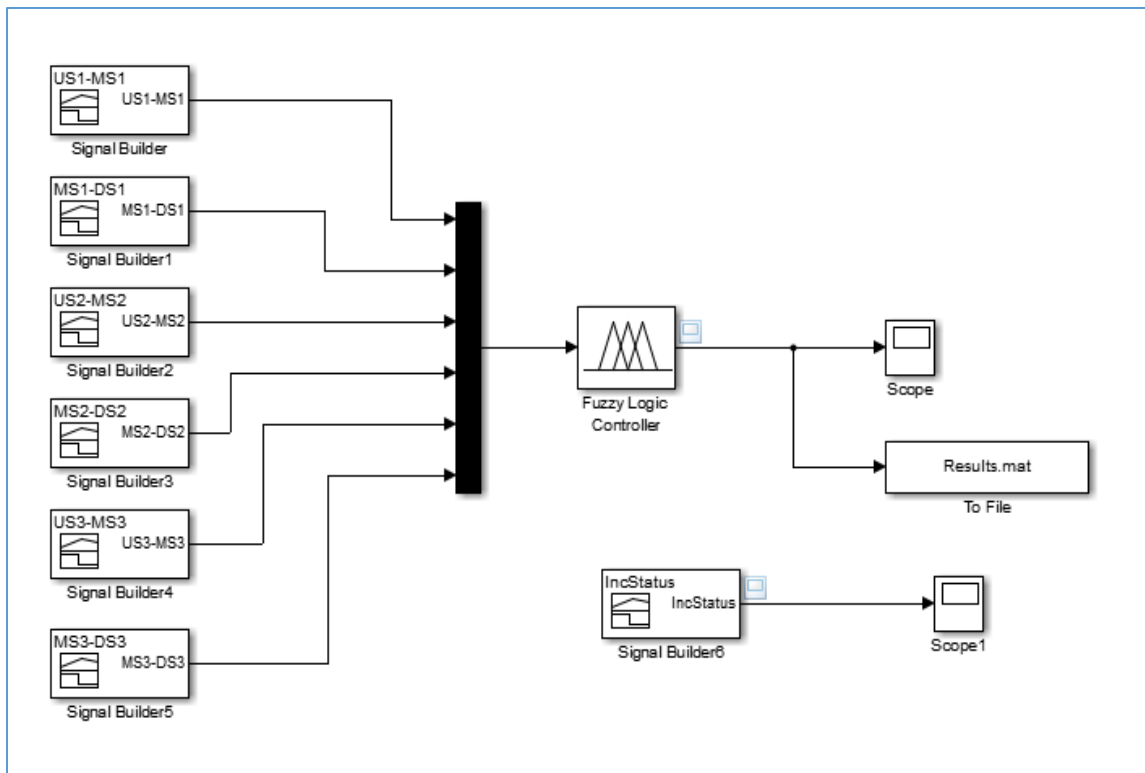 US1-MS1
US1-MS1
Signal Builder
MS1-DS1
MS1-DS1
Signal Builder1
US2-MS2
US2-MS2
Signal Builder2
MS2-DS2
MS2-DS2
Signal Builder3
US3-MS3
US3-MS3
Signal Builder4
MS3-DS3
MS3-DS3
Signal Builder5
Fuzzy Logic
Controller
Scope
Results.mat
To File
IncStatus
IncStatus
Signal Builder6
Scope1